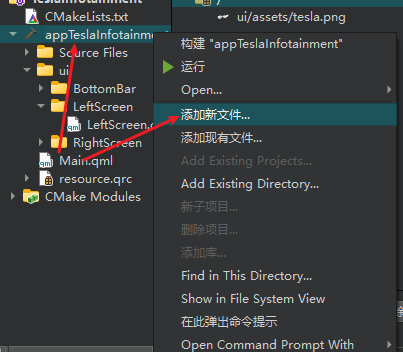 TeslaInfotainment
CMakeLists.txt
appTeslaInfotainment
Source Files
ui
BottomBar
LeftScreen
LeftScreen.
RightScreen
Main.qml
resource.qrc
CMake Modules
/
ui/assets/tesla.png
构建 "appTeslaInfotainment"
运行
Open...
添加新文件...
添加现有文件...
Add Existing Projects...
Add Existing Directory...
新子项目...
删除项目...
添加库...
Find in This Directory...
Show in File System View
在此弹出命令提示
Open Command Prompt With